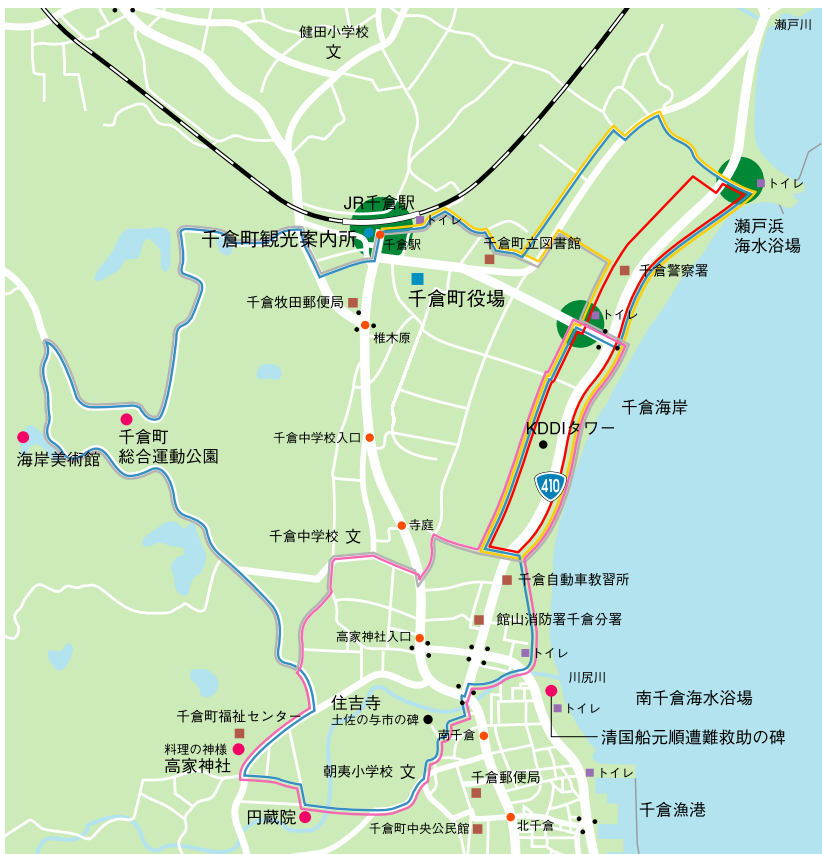 瀬戸川
健田小学校
文
JR千倉駅
トイレ
トイレ
千倉町観光案内所
千倉駅
瀬戸浜
海水浴場
千倉町立図書館
千倉警察署
千倉町役場
千倉牧田郵便局
トイレ
椎木原
千倉海岸
KDDIタワー
千倉中学校入口
千倉町
総合運動公園
海岸美術館
410
寺庭
千倉中学校 文
千倉自動車教習所
館山消防署千倉分署
高家神社入口
トイレ
川尻川
南千倉海水浴場
住吉寺
土佐の与市の碑
トイレ
千倉町福祉センター
南千倉
清国船元順遭難救助の碑
料理の神様
高家神社
朝夷小学校 文
千倉郵便局
トイレ
円蔵院
千倉町中央公民館
北千倉
千倉漁港